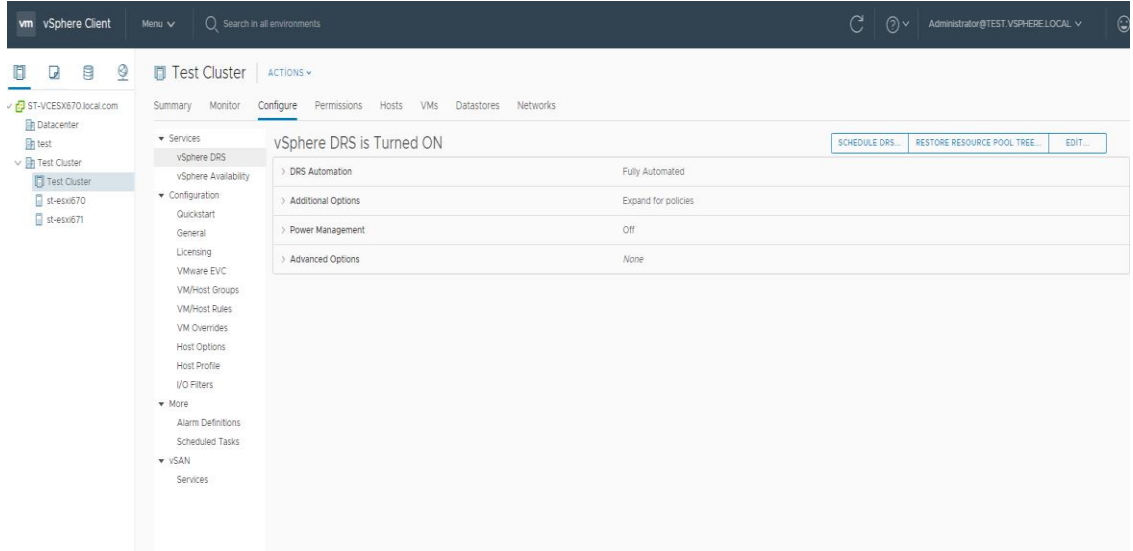 vm vSphere Client Menu Search in all environments Administrator@TEST.VSPHERE.LOCAL
ST-VCESX670.local.com
Datacenter
test
Test Cluster
Test Cluster
st-esxi670
st-esxi671
Test Cluster ACTIONS
Summary Monitor Configure Permissions Hosts VMs Datastores Networks
Services
vSphere DRS
vSphere Availability
Configuration
Quickstart
General
Licensing
VMware EVC
VM/Host Groups
VM/Host Rules
VM Overrides
Host Options
Host Profile
I/O Filters
More
Alarm Definitions
Scheduled Tasks
vSAN
Services
vSphere DRS is Turned ON
SCHEDULE DRS... RESTORE RESOURCE POOL TREE... EDIT...
DRS Automation Fully Automated
Additional Options Expand for policies
Power Management Off
Advanced Options None